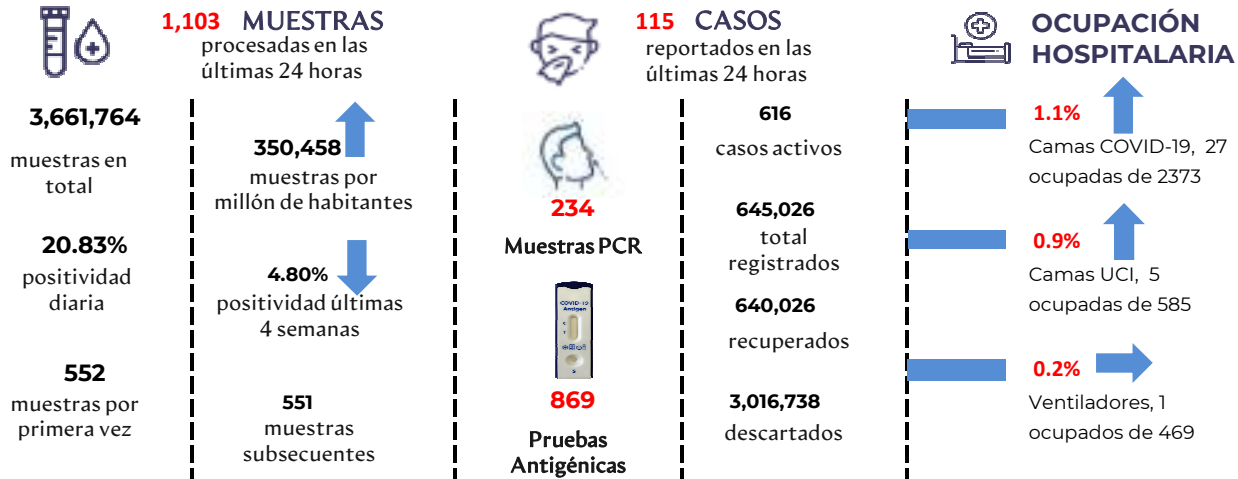 1,103 MUESTRAS
procesadas en las
últimas 24 horas
3,661,764
muestras en
total
20.83%
positividad
diaria
552
muestras por
primera vez
350,458
muestras por
millón de habitantes
4.80%
positividad últimas
4 semanas
551
muestras
subsecuentes
115 CASOS
reportados en las
últimas 24 horas
234
Muestras PCR
COVID-19
Antigen
C
T
S
869
Pruebas
Antigénicas
616
casos activos
645,026
total
registrados
640,026
recuperados
3,016,738
descartados
OCUPACIÓN
HOSPITALARIA
1.1%
Camas COVID-19, 27
ocupadas de 2373
0.9%
Camas UCI, 5
ocupadas de 585
0.2%
Ventiladores, 1
ocupados de 469